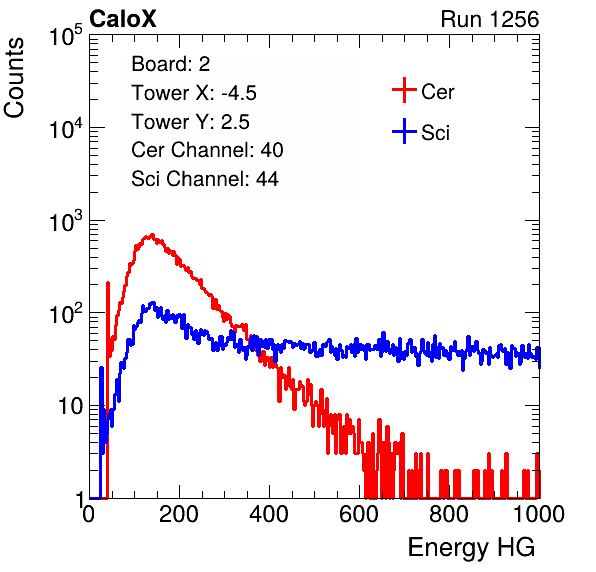 CaloX Run 1256
Counts
Board: 2
Tower X: -4.5
Tower Y: 2.5
Cer Channel: 40
Sci Channel: 44
Cer
Sci
10^5
10^4
10^3
10^2
10
1
0 200 400 600 800 1000
Energy HG